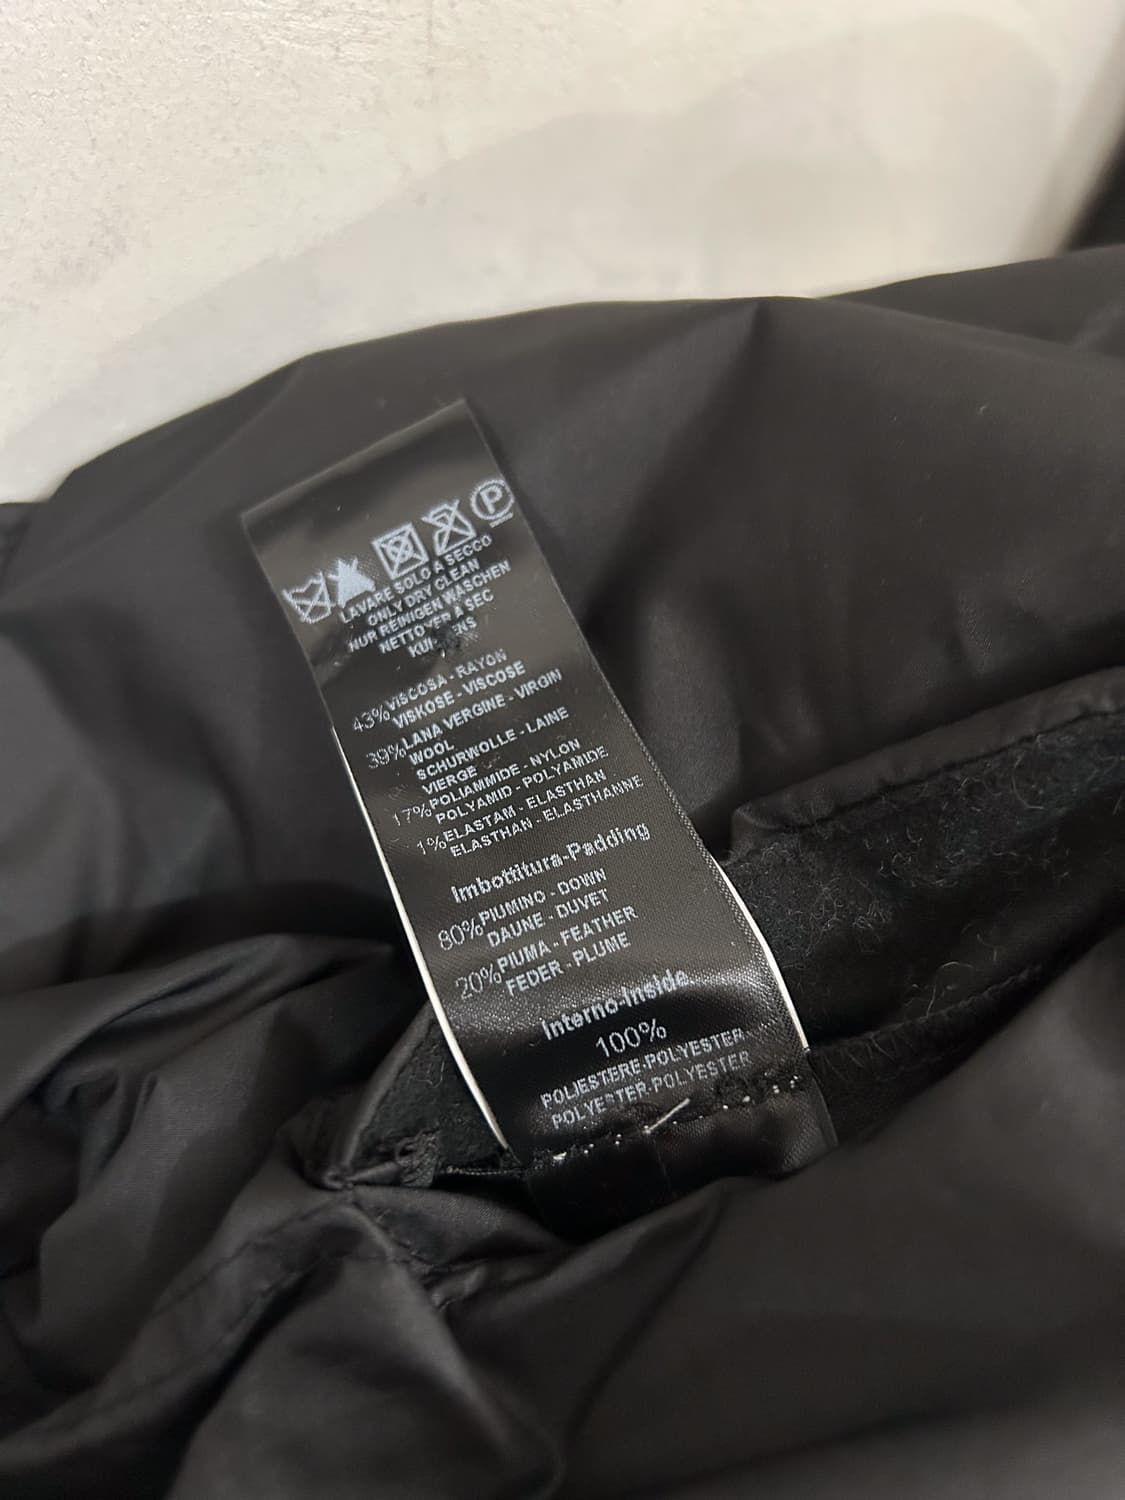 P
LAVARE SOLO A SECCO
ONLY DRY CLEAN
NUR REINIGEN WASCHEN
NETTOYER A SEC
43% VISCOSA - RAYON
VISKOSE - VISCOSE
39% LANA VERGINE - VIRGIN
WOOL
SCHURWOLLE - LAINE
VIERGE
17% POLIAMMIDE - NYLON
POLYAMID - POLYAMIDE
1% ELASTAM - ELASTHAN
ELASTHAN - ELASTHANNE
Imbottitura-Padding
80% PIUMINO - DOWN
DAUNE - DUVET
20% PIUMA - FEATHER
FEDER - PLUME
Interno-Inside
100%
POLIESTERE-POLYESTER
POLYESTER-POLYESTER